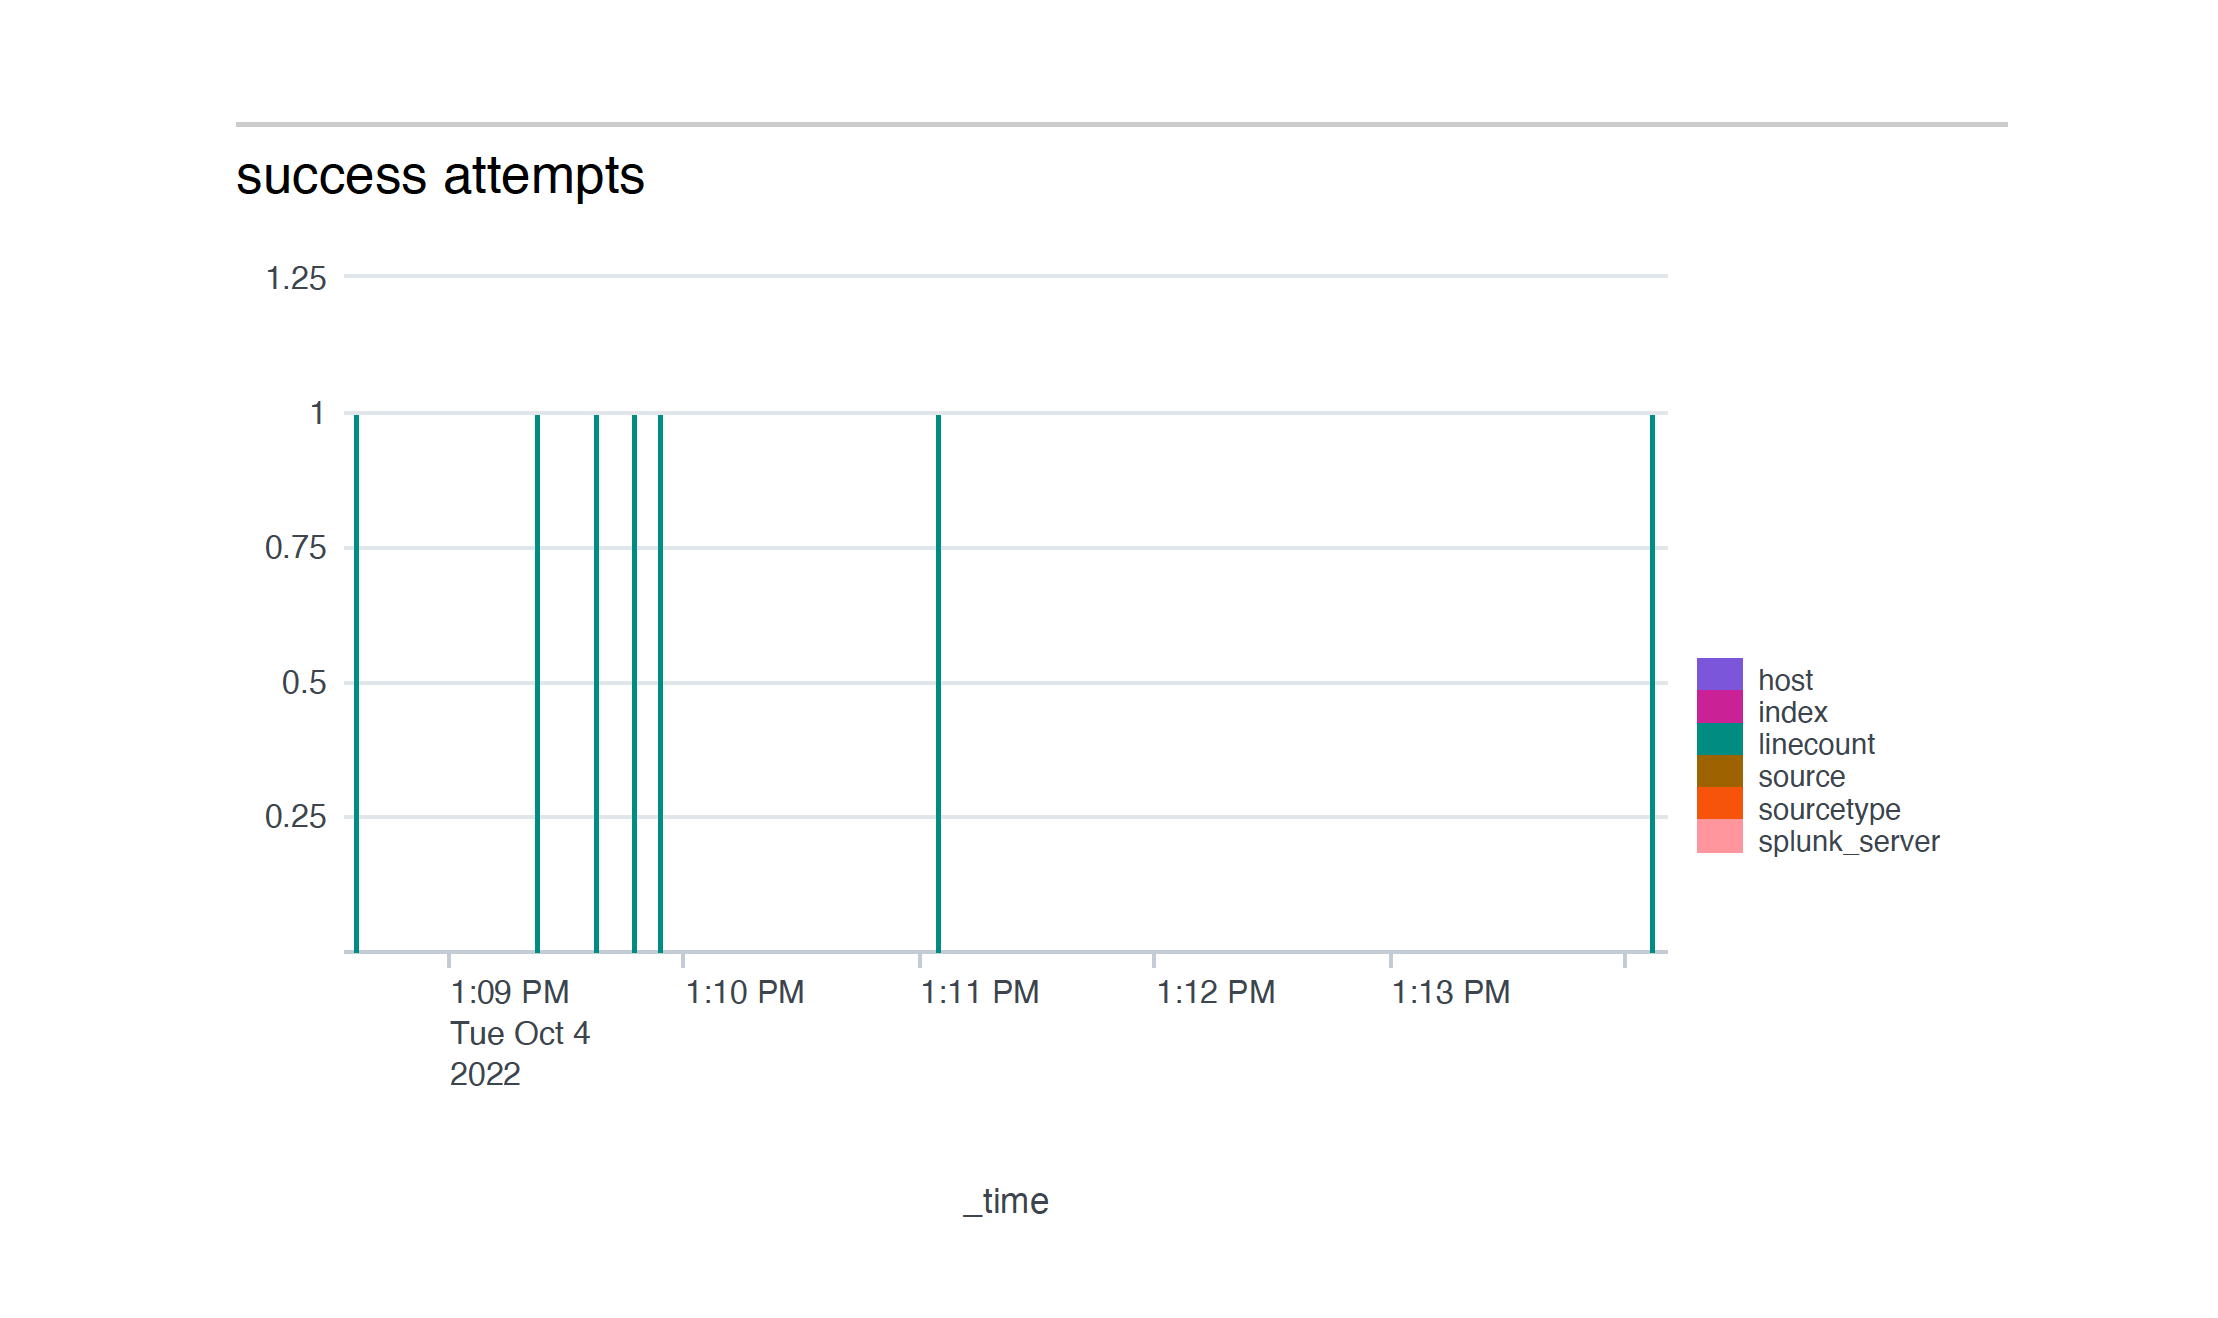 success attempts
1.25
1
0.75
0.5
0.25
host
index
linecount
source
sourcetype
splunk_server
1:09 PM 1:10 PM 1:11 PM 1:12 PM 1:13 PM
Tue Oct 4
2022
_time